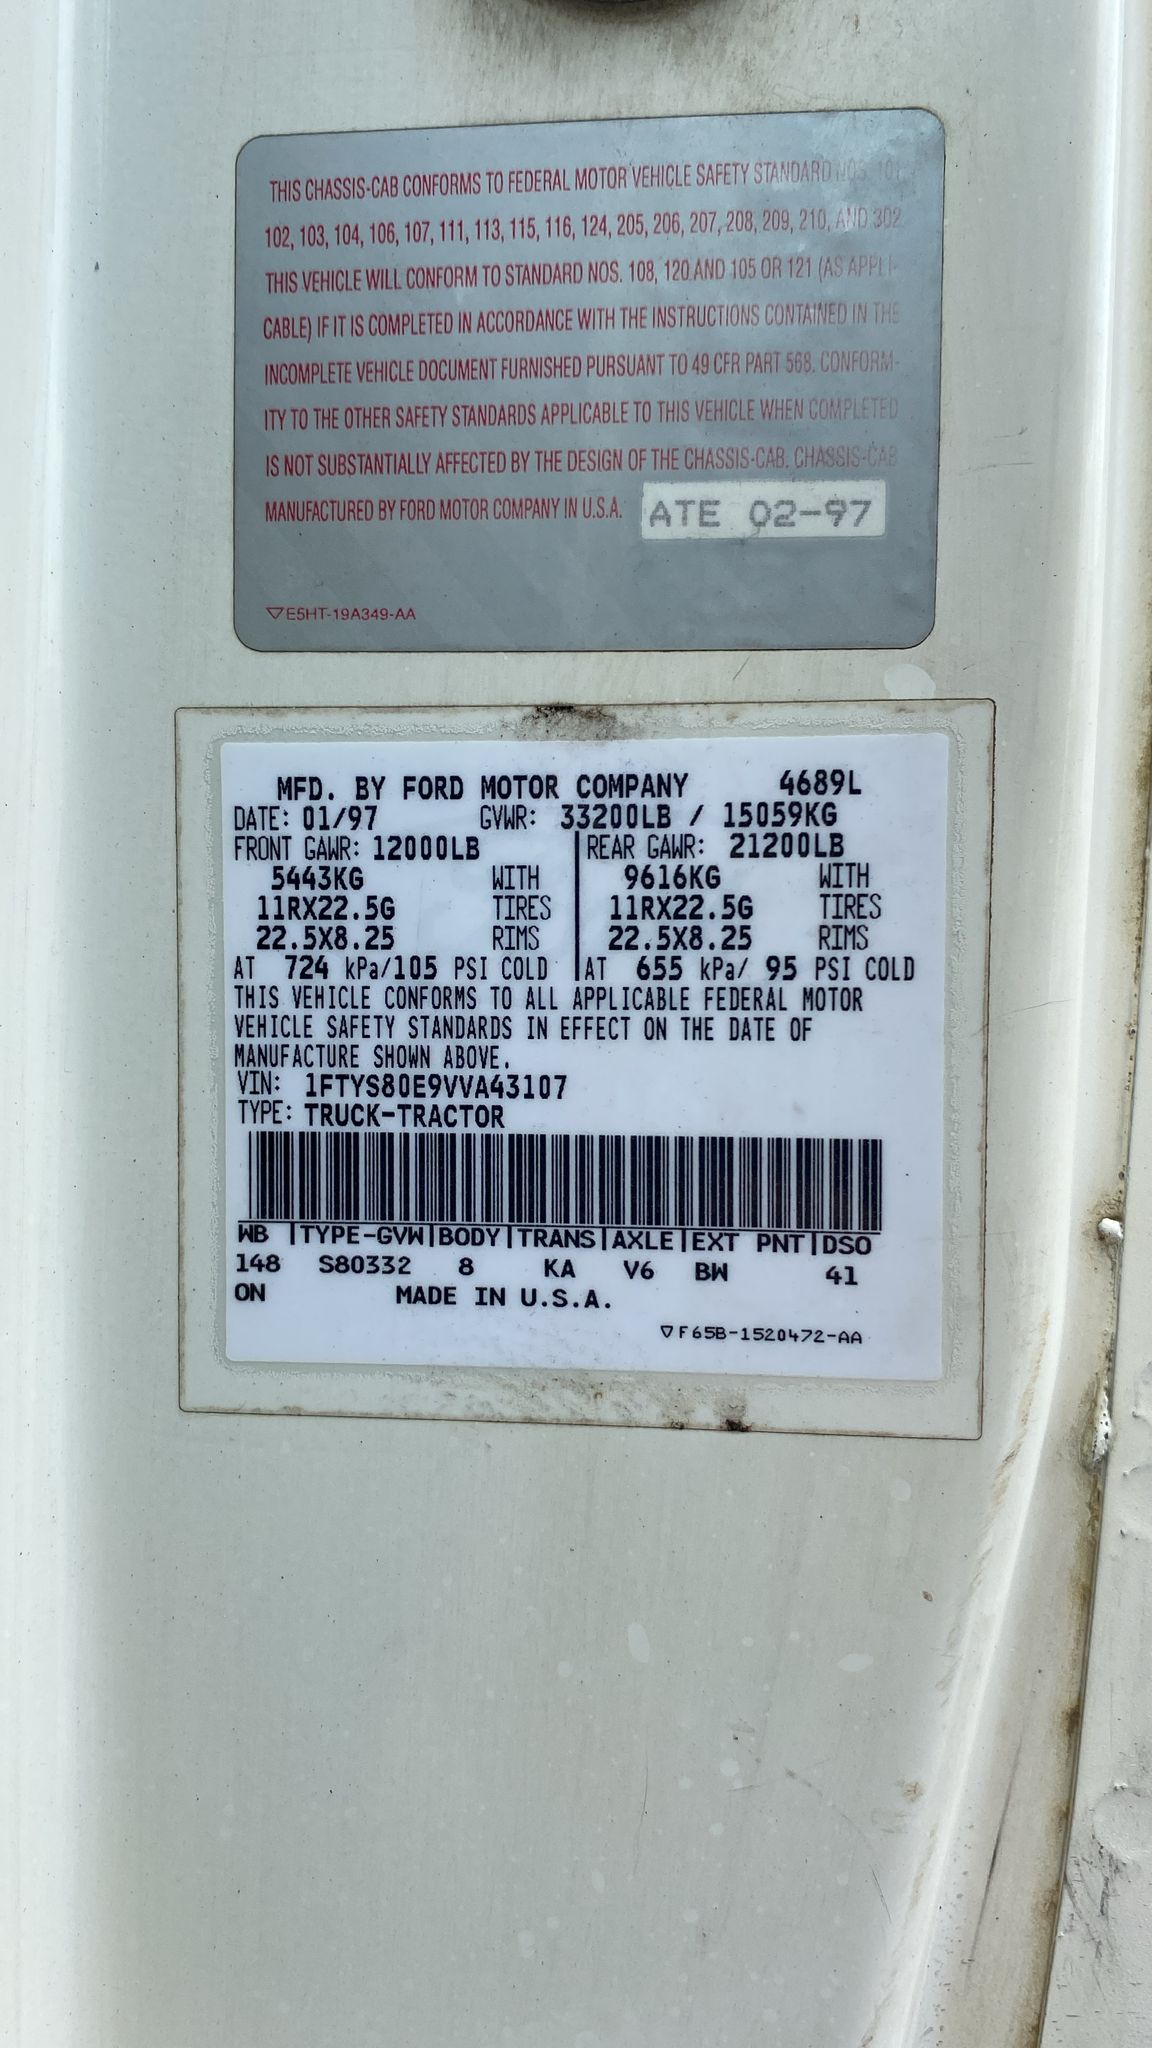 THIS CHASSIS-CAB CONFORMS TO FEDERAL MOTOR VEHICLE SAFETY STANDARD NOS. 101,
102, 103, 104, 106, 107, 111, 113, 115, 116, 124, 205, 206, 207, 208, 209, 210, AND 302.
THIS VEHICLE WILL CONFORM TO STANDARD NOS. 108, 120 AND 105 OR 121 (AS APPLI-
CABLE) IF IT IS COMPLETED IN ACCORDANCE WITH THE INSTRUCTIONS CONTAINED IN THE
INCOMPLETE VEHICLE DOCUMENT FURNISHED PURSUANT TO 49 CFR PART 568. CONFORM-
ITY TO THE OTHER SAFETY STANDARDS APPLICABLE TO THIS VEHICLE WHEN COMPLETED
IS NOT SUBSTANTIALLY AFFECTED BY THE DESIGN OF THE CHASSIS-CAB. CHASSIS-CAB
MANUFACTURED BY FORD MOTOR COMPANY IN U.S.A. ATE 02-97
▽E5HT-19A349-AA
MFD. BY FORD MOTOR COMPANY 4689L
DATE: 01/97 GVWR: 33200LB / 15059KG
FRONT GAWR: 12000LB REAR GAWR: 21200LB
5443KG WITH 9616KG WITH
11RX22.5G TIRES 11RX22.5G TIRES
22.5X8.25 RIMS 22.5X8.25 RIMS
AT 724 kPa/105 PSI COLD AT 655 kPa/ 95 PSI COLD
THIS VEHICLE CONFORMS TO ALL APPLICABLE FEDERAL MOTOR
VEHICLE SAFETY STANDARDS IN EFFECT ON THE DATE OF
MANUFACTURE SHOWN ABOVE.
VIN: 1FTYS80E9VVA43107
TYPE: TRUCK-TRACTOR
WB |TYPE-GVW|BODY|TRANS|AXLE|EXT PNT|DSO
148 S80332 8 KA V6 BW 41
ON MADE IN U.S.A.
▽F65B-1520472-AA